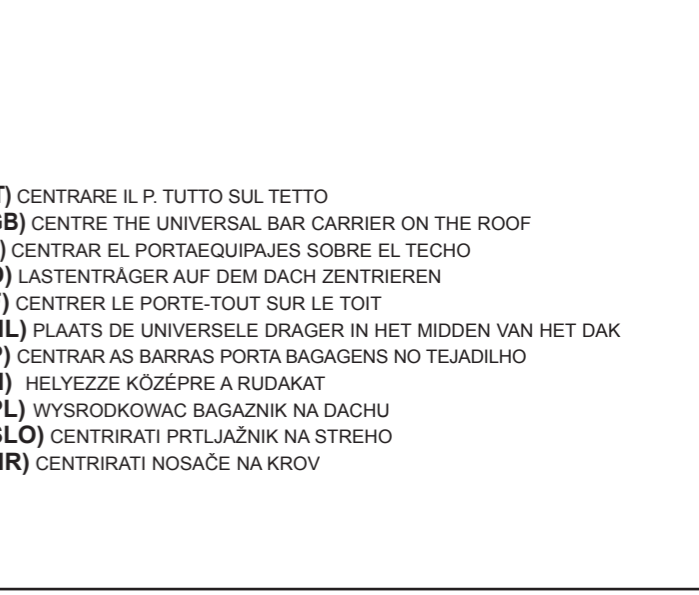 T) CENTRARE IL P. TUTTO SUL TETTO
GB) CENTRE THE UNIVERSAL BAR CARRIER ON THE ROOF
) CENTRAR EL PORTAEQUIPAJES SOBRE EL TECHO
D) LASTENTRÅGER AUF DEM DACH ZENTRIEREN
F) CENTRER LE PORTE-TOUT SUR LE TOIT
NL) PLAATS DE UNIVERSELE DRAGER IN HET MIDDEN VAN HET DAK
P) CENTRAR AS BARRAS PORTA BAGAGENS NO TEJADILHO
H) HELYEZZE KÖZÉPRE A RUDAKAT
PL) WYSRODKOWAC BAGAZNIK NA DACHU
SLO) CENTRIRATI PRTLJAŽNIK NA STREHO
HR) CENTRIRATI NOSAČE NA KROV